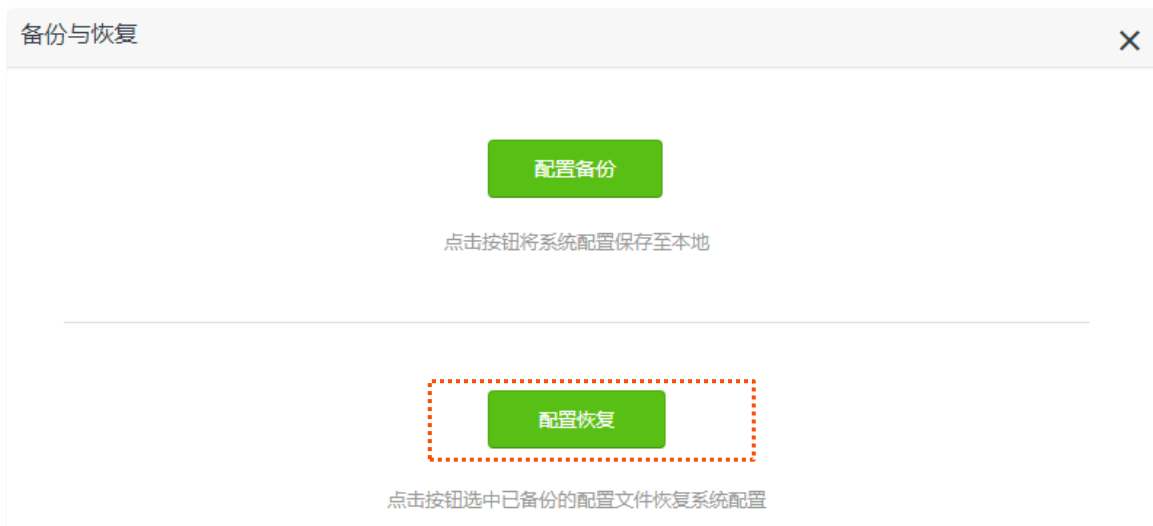 备份与恢复
配置备份
点击按钮将系统配置保存至本地
配置恢复
点击按钮选中已备份的配置文件恢复系统配置